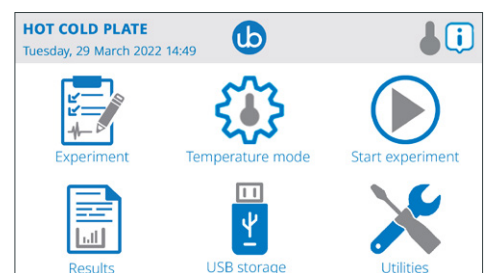 HOT COLD PLATE
Tuesday, 29 March 2022 14:49
ub
Experiment
Temperature mode
Start experiment
Results
USB storage
Utilities